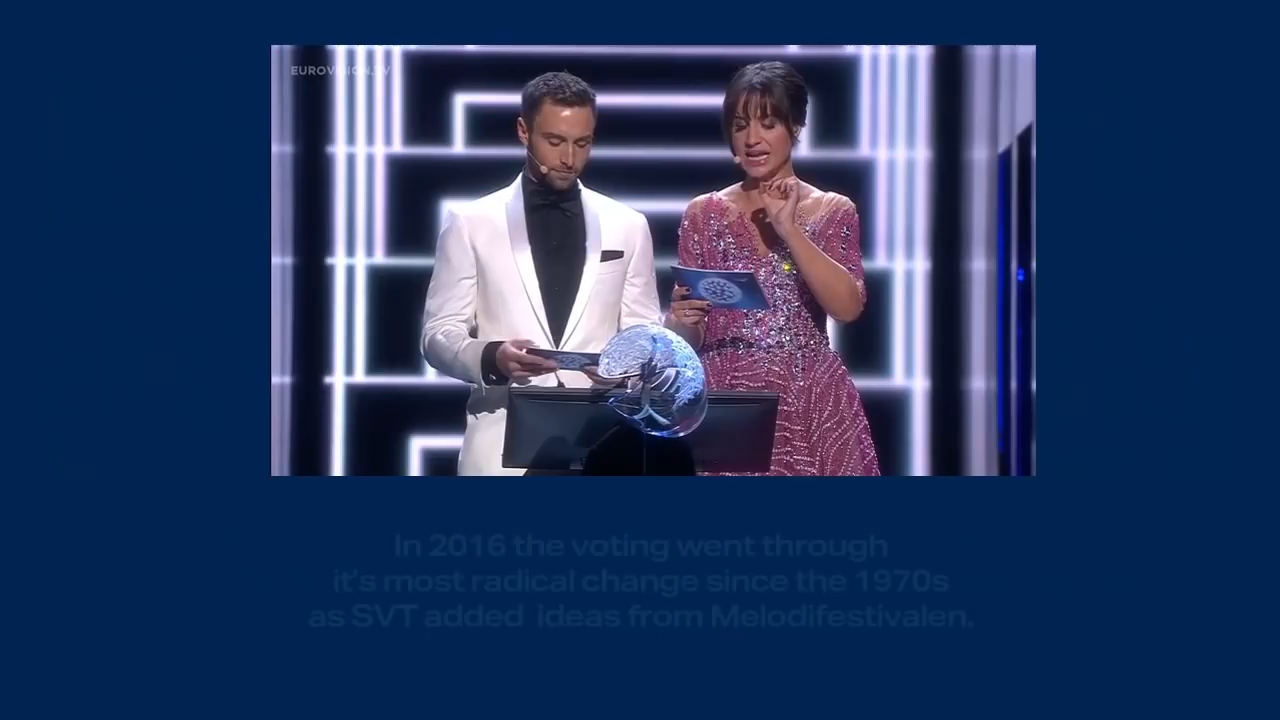 EUROVISION.TV
In 2016 the voting went through
it's most radical change since the 1970s
as SVT added  ideas from Melodifestivalen.